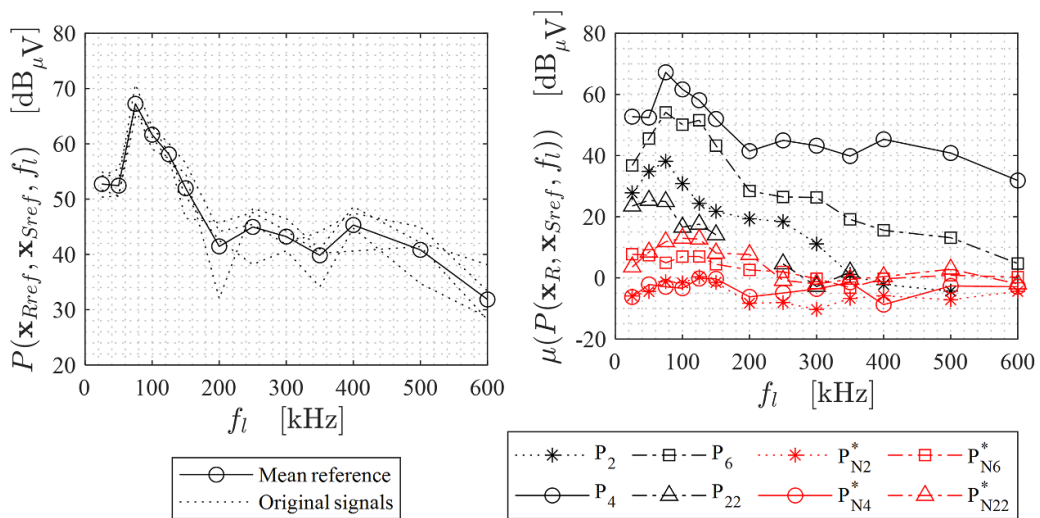 80
70
60
50
40
30
20
0 100 200 300 400 500 600
f_l [kHz]
P(x_Rref, x_Sref, f_l) [dB_μV]
Mean reference
Original signals
80
60
40
20
0
-20
0 100 200 300 400 500 600
f_l [kHz]
μ(P(x_R, x_Sref, f_l)) [dB_μV]
P_2 P_6 P*_N2 P*_N6
P_4 P_22 P*_N4 P*_N22